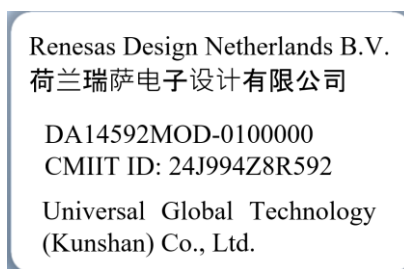 Renesas Design Netherlands B.V.
荷兰瑞萨电子设计有限公司
DA14592MOD-0100000
CMIIT ID: 24J994Z8R592
Universal Global Technology
(Kunshan) Co., Ltd.